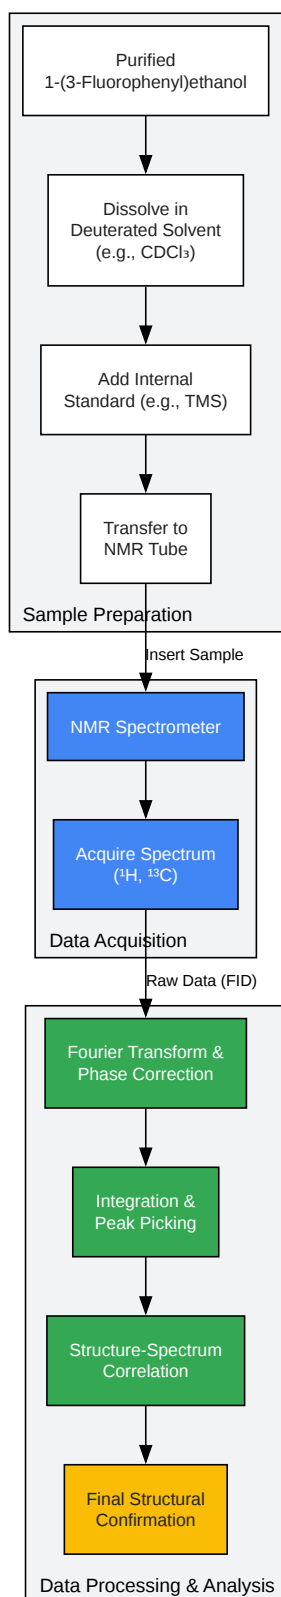 Purified
1-(3-Fluorophenyl)ethanol
Dissolve in
Deuterated Solvent
(e.g., CDCl₃)
Add Internal
Standard (e.g., TMS)
Transfer to
NMR Tube
Sample Preparation
Insert Sample
NMR Spectrometer
Acquire Spectrum
(¹H, ¹³C)
Data Acquisition
Raw Data (FID)
Fourier Transform &
Phase Correction
Integration &
Peak Picking
Structure-Spectrum
Correlation
Final Structural
Confirmation
Data Processing & Analysis